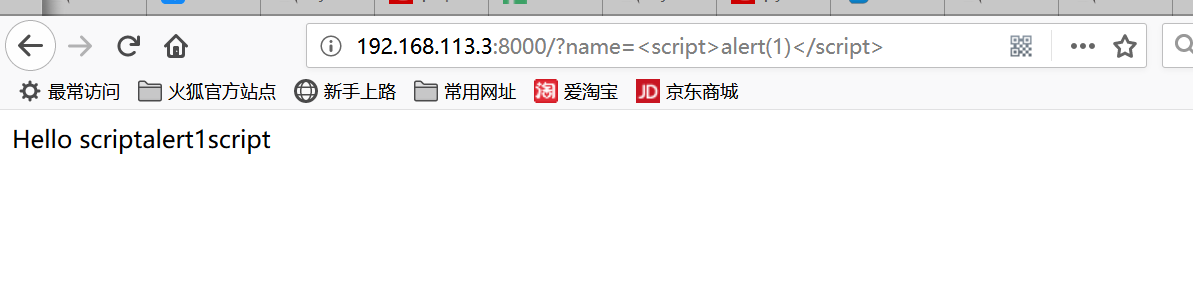 192.168.113.3:8000/?name=<script>alert(1)</script>
最常访问 火狐官方站点 新手上路 常用网址 淘 爱淘宝 JD 京东商城
Hello scriptalert1script